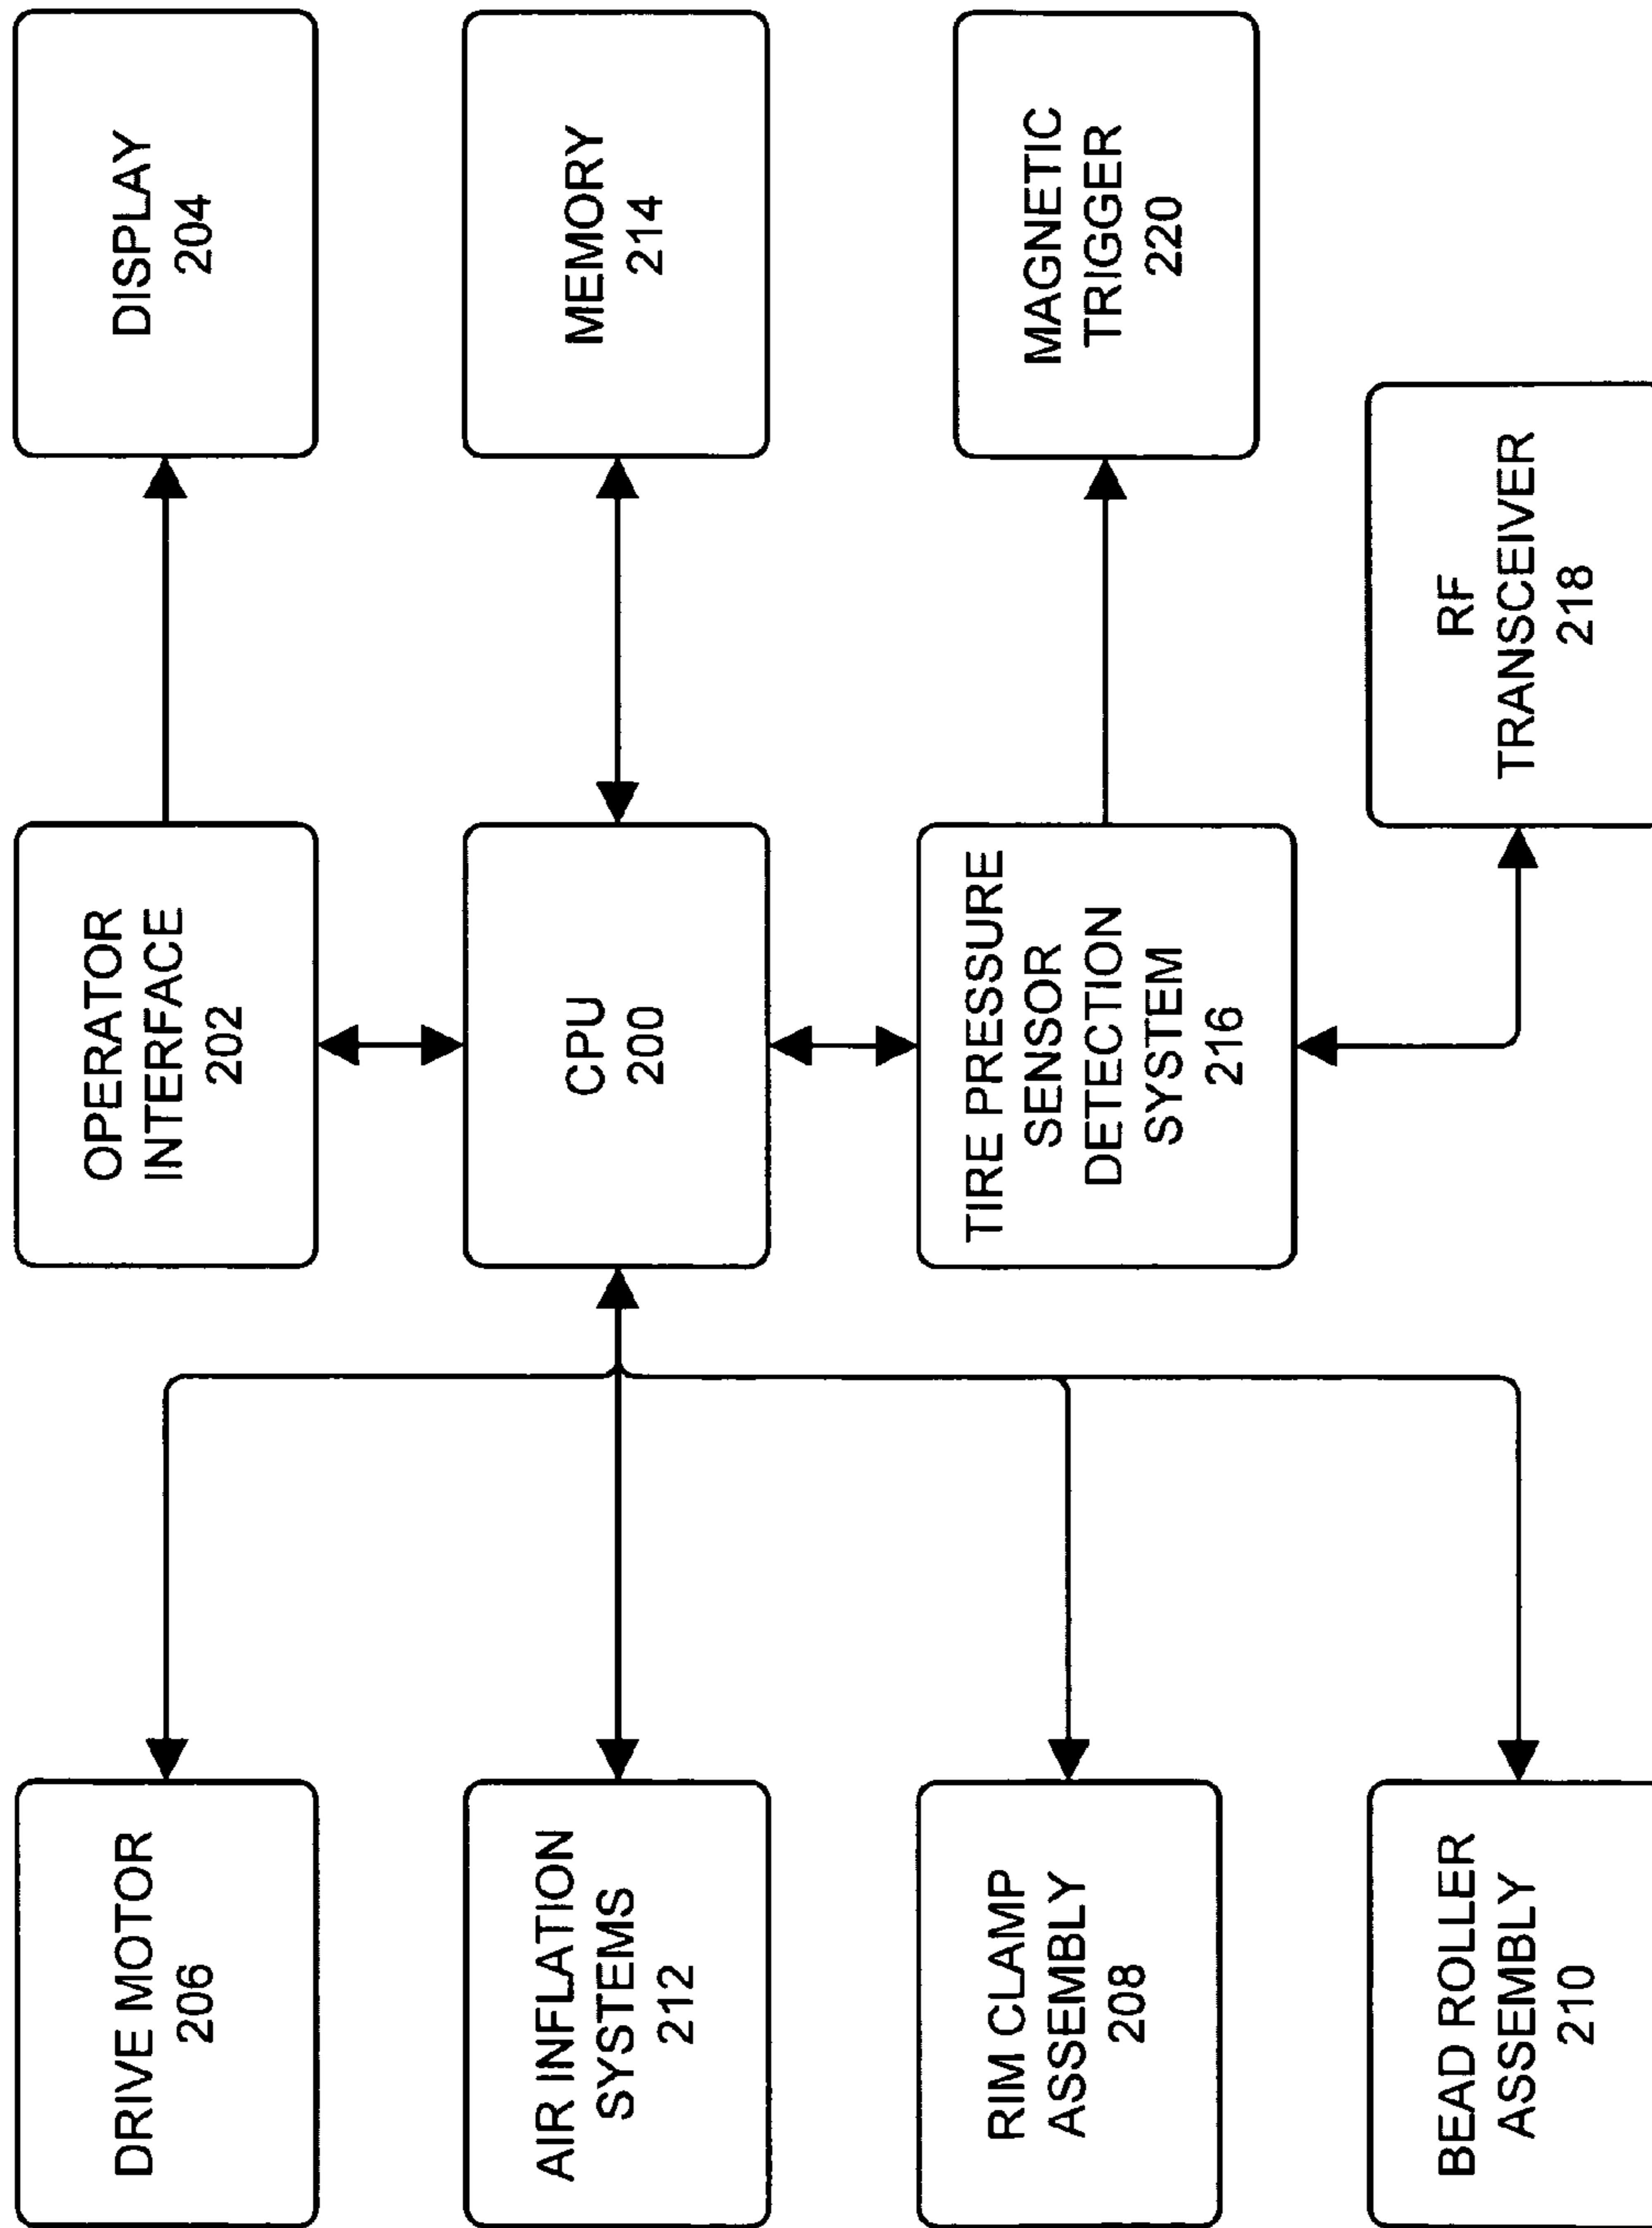 DRIVE MOTOR
206
OPERATOR
INTERFACE
202
DISPLAY
204
AIR INFLATION
SYSTEMS
212
CPU
200
MEMORY
214
RIM CLAMP
ASSEMBLY
208
TIRE PRESSURE
SENSOR
DETECTION
SYSTEM
216
MAGNETIC
TRIGGER
220
BEAD ROLLER
ASSEMBLY
210
RF
TRANSCEIVER
218